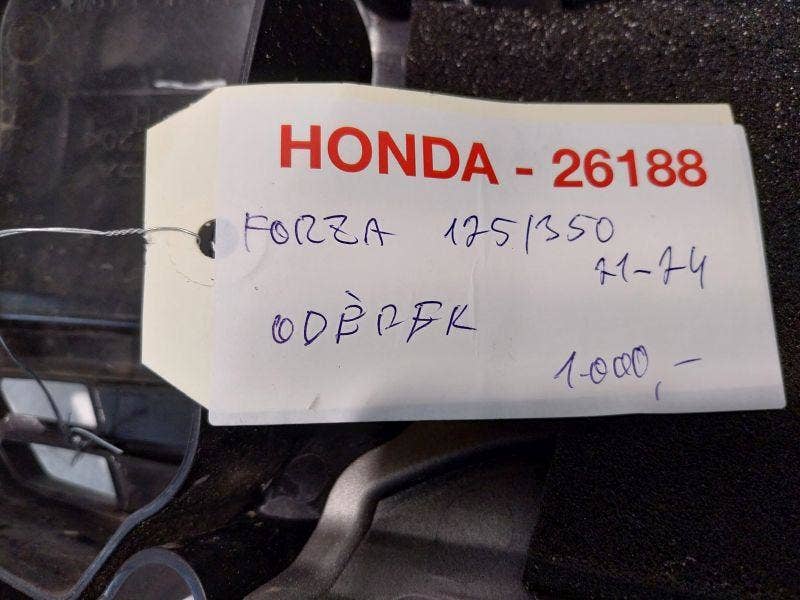 HONDA - 26188
FORZA 125/350
21-24
ODĚREK
1.000,-